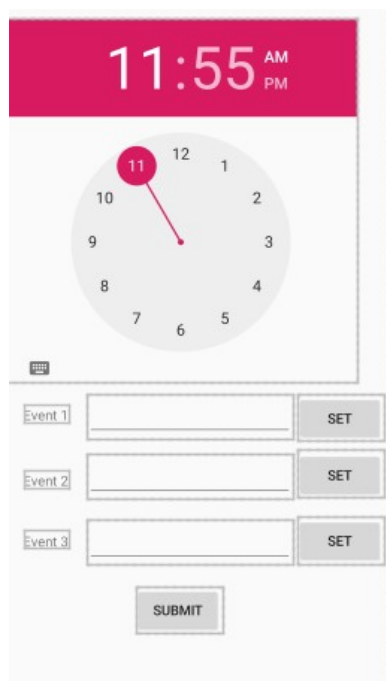 11:55 AM
PM
12
11 1
10 2
9 3
8 4
7 5
6
Event 1 SET
Event 2 SET
Event 3 SET
SUBMIT